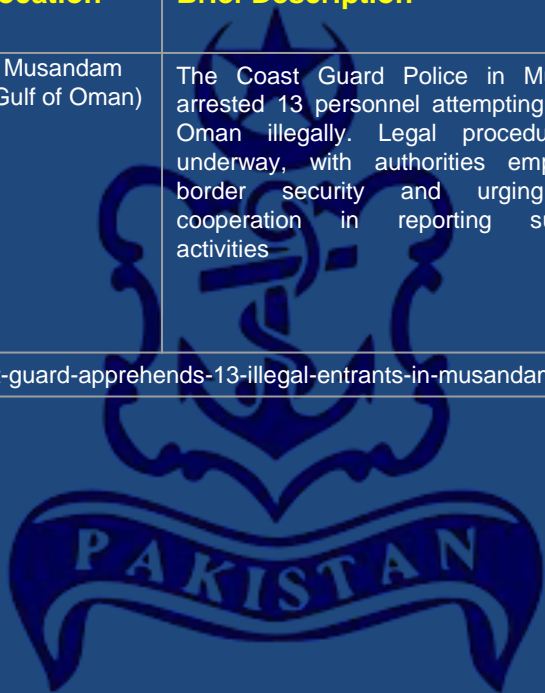 Brief Description
Musandam
Gulf of Oman)
The Coast Guard Police in M
arrested 13 personnel attempting
Oman illegally. Legal procedu
underway, with authorities emp
border security and urging
cooperation in reporting su
activities
-guard-apprehends-13-illegal-entrants-in-musandam
PAKISTAN